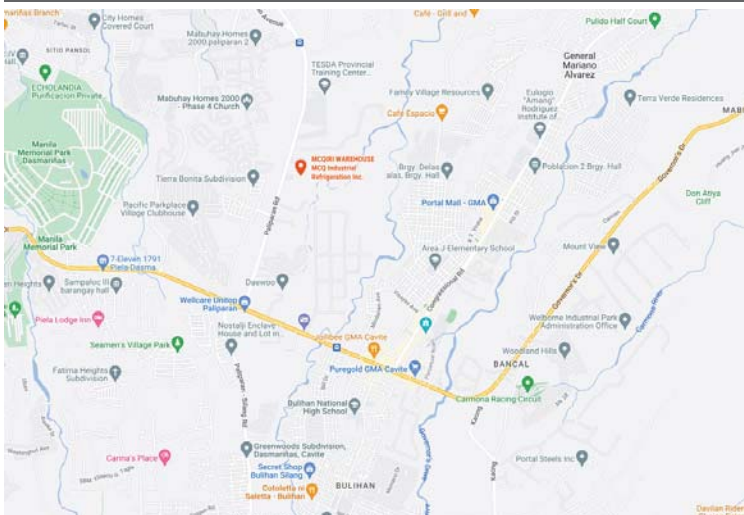 City Homes
Covered Court
SITIO PANSOL
Mabuhay Homes
2000 paliparan 2
TESDA Provincial
Training Center...
Café - Grill and
Pulido Half Court
General
Mariano
Alvarez
ECHOLANDIA
Purificacion Private
Mabuhay Homes 2000 -
Phase 4 Church
Family Village Resources
Café Espacio
Eulogio
"Amang"
Rodriguez
Institute of...
Terra Verde Residences
Manila
Memorial Park
Dasmariñas
MCQIRI WAREHOUSE
MCQ Industrial
Refrigeration Inc.
Tierra Bonita Subdivision
Brgy. Delas
alas. Brgy. Hall
Poblacion 2 Brgy. Hall
Governor's Dr
Pacific Parkplace
Village Clubhouse
Paliparan Rd
Portal Mall - GMA
Don Atiya
Cliff
Manila
Memorial Park
Area J Elementary School
Mount View
7-Eleven 1791
Piela Dasma
Sampaloc III
barangay hall
Daewoo
Congressional Rd
Governor's Dr
Wellcare Unitop
Paliparan
Welborne Industrial Park
Administration Office
Piela Lodge Inn
Nostalji Enclave
House and Lot in...
Jollibee GMA Cavite
Seamen's Village Park
Woodland Hills
BANCAL
Puregold GMA Cavite
Fatima Heights
Subdivision
Carmona Racing Circuit
Bulihan National
High School
Paliparan - Silang Rd
Carina's Place
Greenwoods Subdivision,
Dasmariñas, Cavite
Portal Steels Inc
Secret Shop
Bulihan Silang
BULIHAN